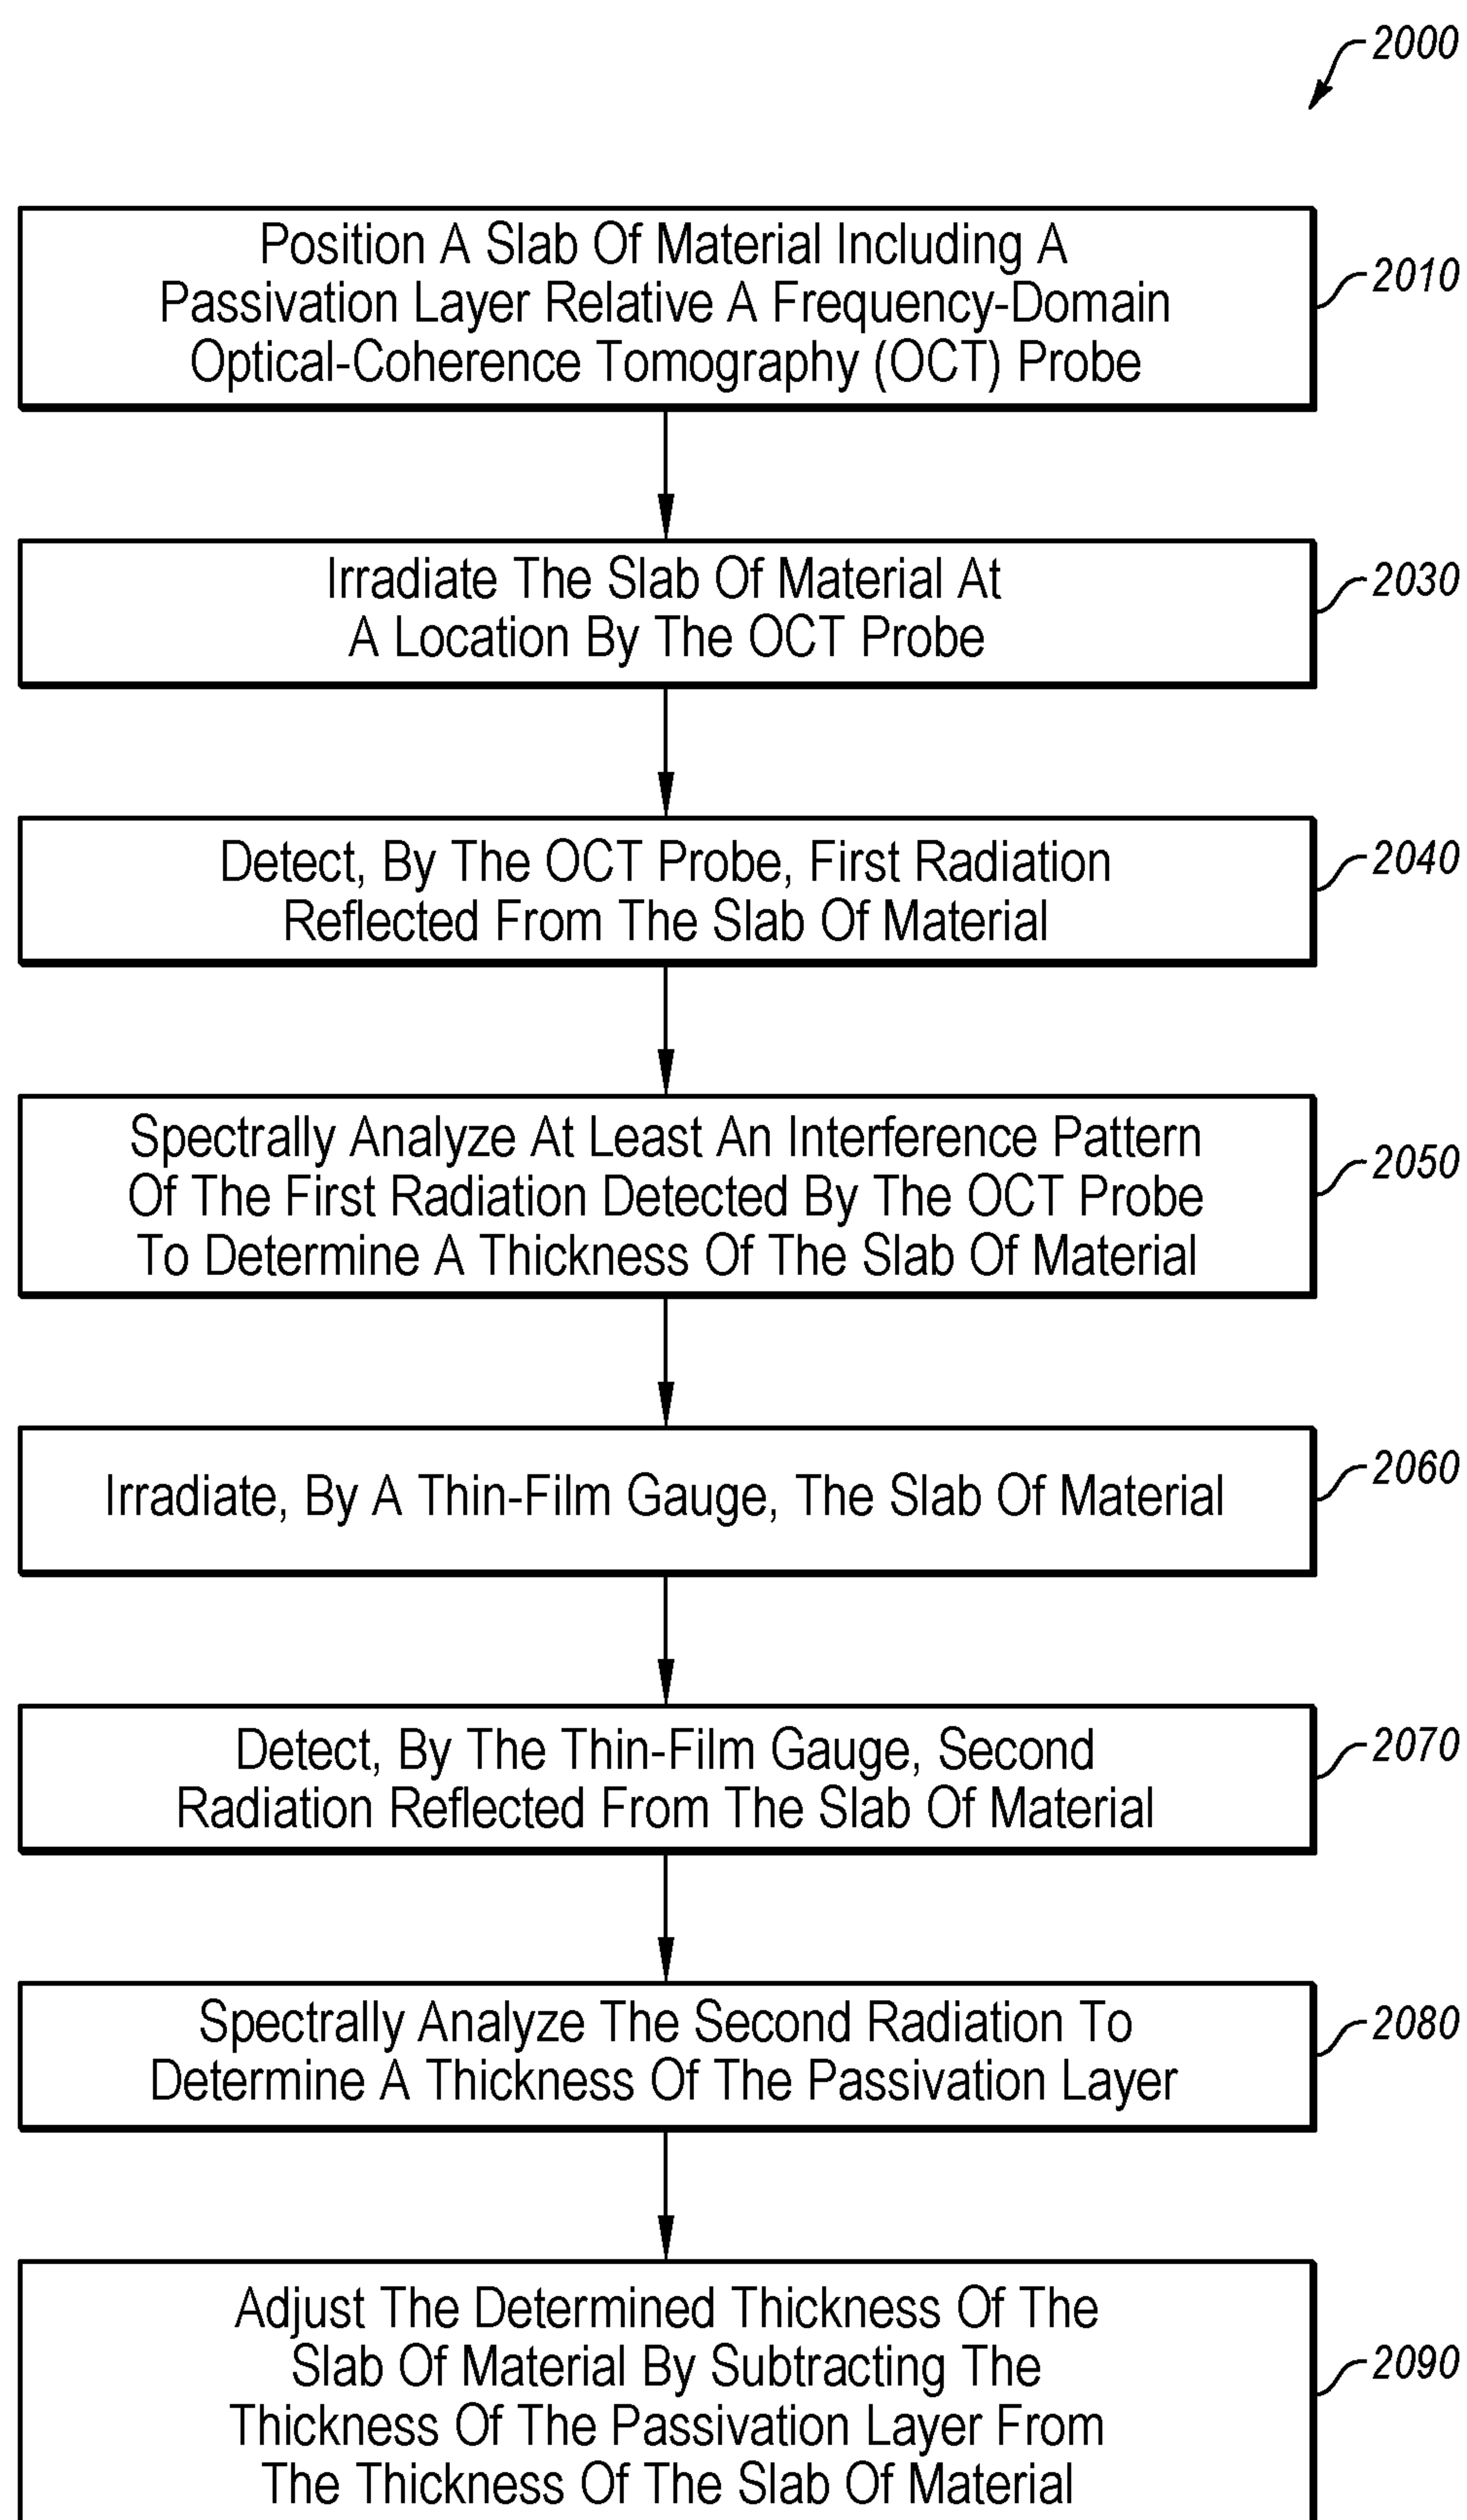 2000
Position A Slab Of Material Including A
Passivation Layer Relative A Frequency-Domain
Optical-Coherence Tomography (OCT) Probe
2010
Irradiate The Slab Of Material At
A Location By The OCT Probe
2030
Detect, By The OCT Probe, First Radiation
Reflected From The Slab Of Material
2040
Spectrally Analyze At Least An Interference Pattern
Of The First Radiation Detected By The OCT Probe
To Determine A Thickness Of The Slab Of Material
2050
Irradiate, By A Thin-Film Gauge, The Slab Of Material
2060
Detect, By The Thin-Film Gauge, Second
Radiation Reflected From The Slab Of Material
2070
Spectrally Analyze The Second Radiation To
Determine A Thickness Of The Passivation Layer
2080
Adjust The Determined Thickness Of The
Slab Of Material By Subtracting The
Thickness Of The Passivation Layer From
The Thickness Of The Slab Of Material
2090